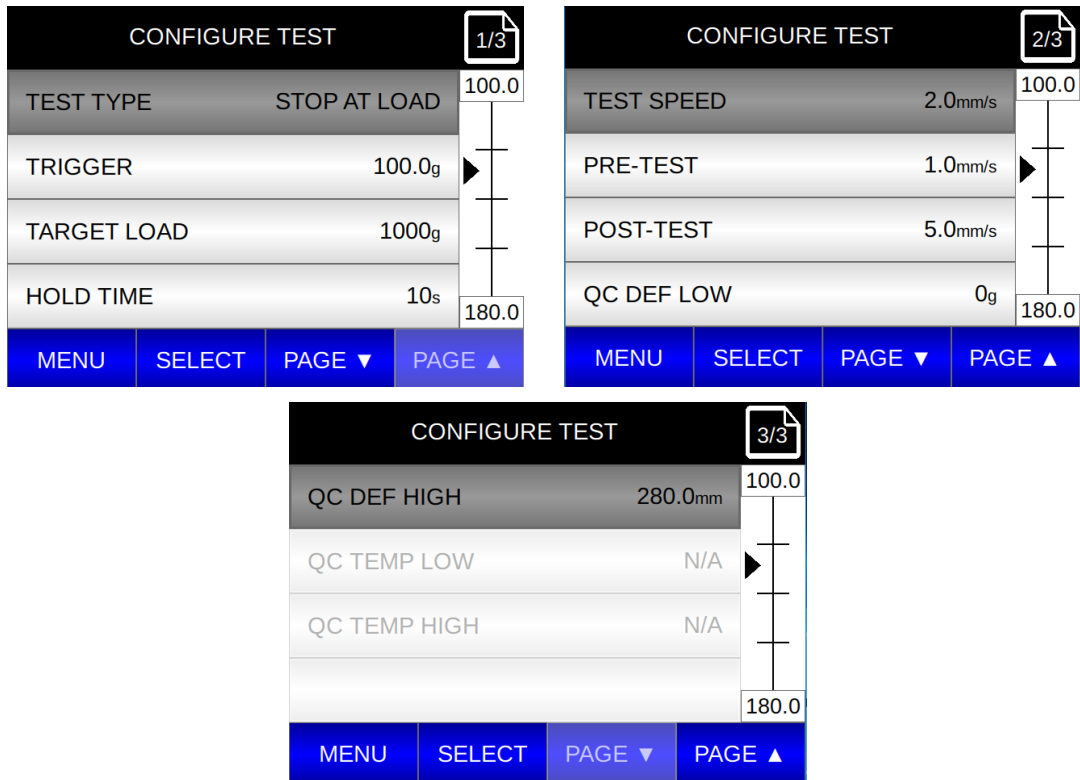 CONFIGURE TEST 1/3
TEST TYPE STOP AT LOAD 100.0
TRIGGER 100.0g
TARGET LOAD 1000g
HOLD TIME 10s 180.0
MENU SELECT PAGE ▼ PAGE ▲
CONFIGURE TEST 2/3
TEST SPEED 2.0mm/s 100.0
PRE-TEST 1.0mm/s
POST-TEST 5.0mm/s
QC DEF LOW 0g 180.0
MENU SELECT PAGE ▼ PAGE ▲
CONFIGURE TEST 3/3
QC DEF HIGH 280.0mm 100.0
QC TEMP LOW N/A
QC TEMP HIGH N/A
180.0
MENU SELECT PAGE ▼ PAGE ▲